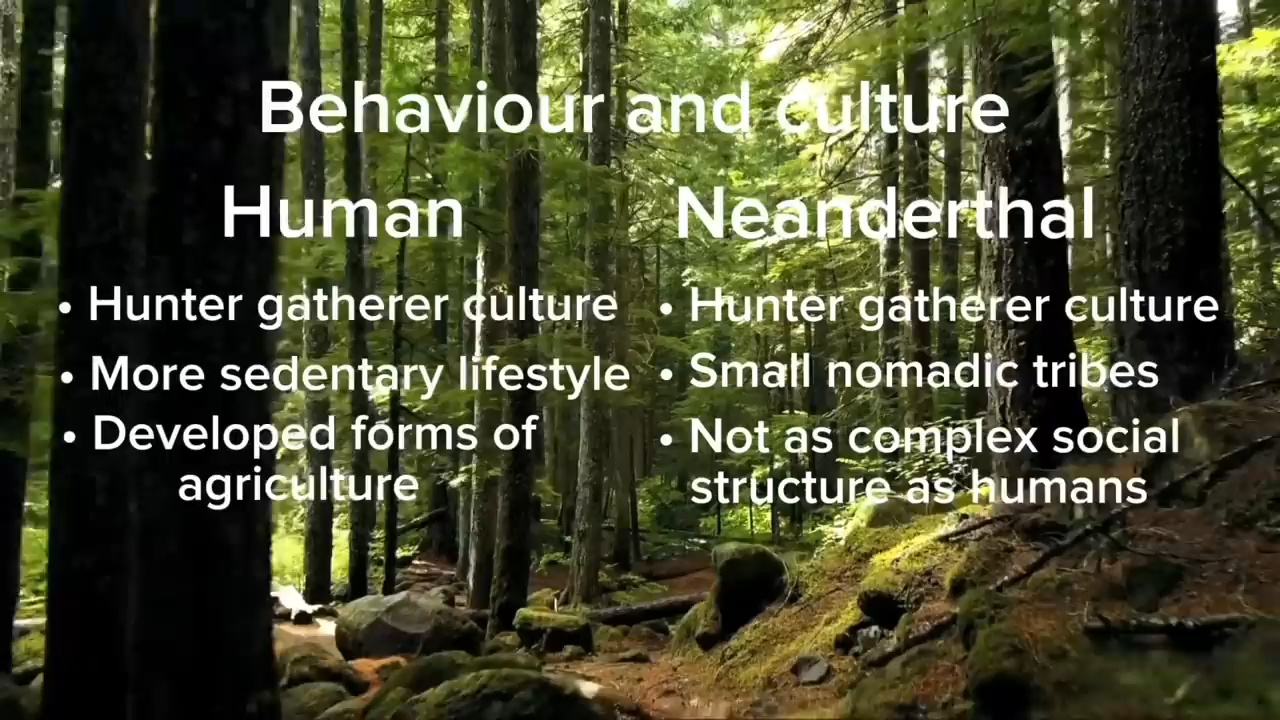 Behaviour and culture
Human
Neanderthal
• Hunter gatherer culture
• More sedentary lifestyle
• Developed forms of
agriculture
• Hunter gatherer culture
• Small nomadic tribes
• Not as complex social
structure as humans